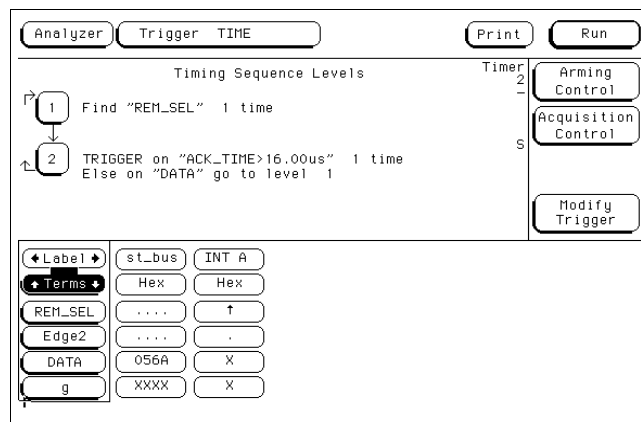 Analyzer Trigger TIME Print Run
Timing Sequence Levels Timer
2
-
S
Arming Control
Acquisition Control
Modify Trigger
1 Find "REM_SEL" 1 time
2 TRIGGER on "ACK_TIME>16.00us" 1 time
Else on "DATA" go to level 1
Label st_bus INT A
Terms Hex Hex
REM_SEL .... ↑
Edge2 .... .
DATA 056A X
g XXXX X